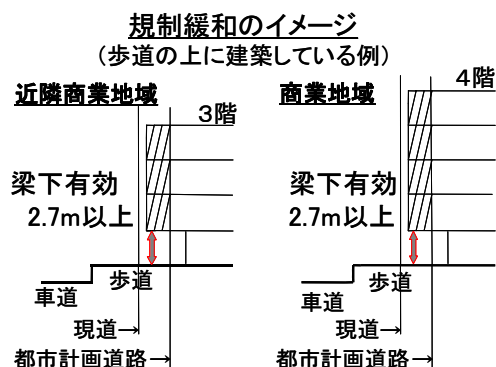 規制緩和のイメージ
（歩道の上に建築している例）
近隣商業地域
3階
梁下有効
2.7m以上
歩道
車道
現道→
都市計画道路→
商業地域
4階
梁下有効
2.7m以上
歩道
車道
現道→
都市計画道路→